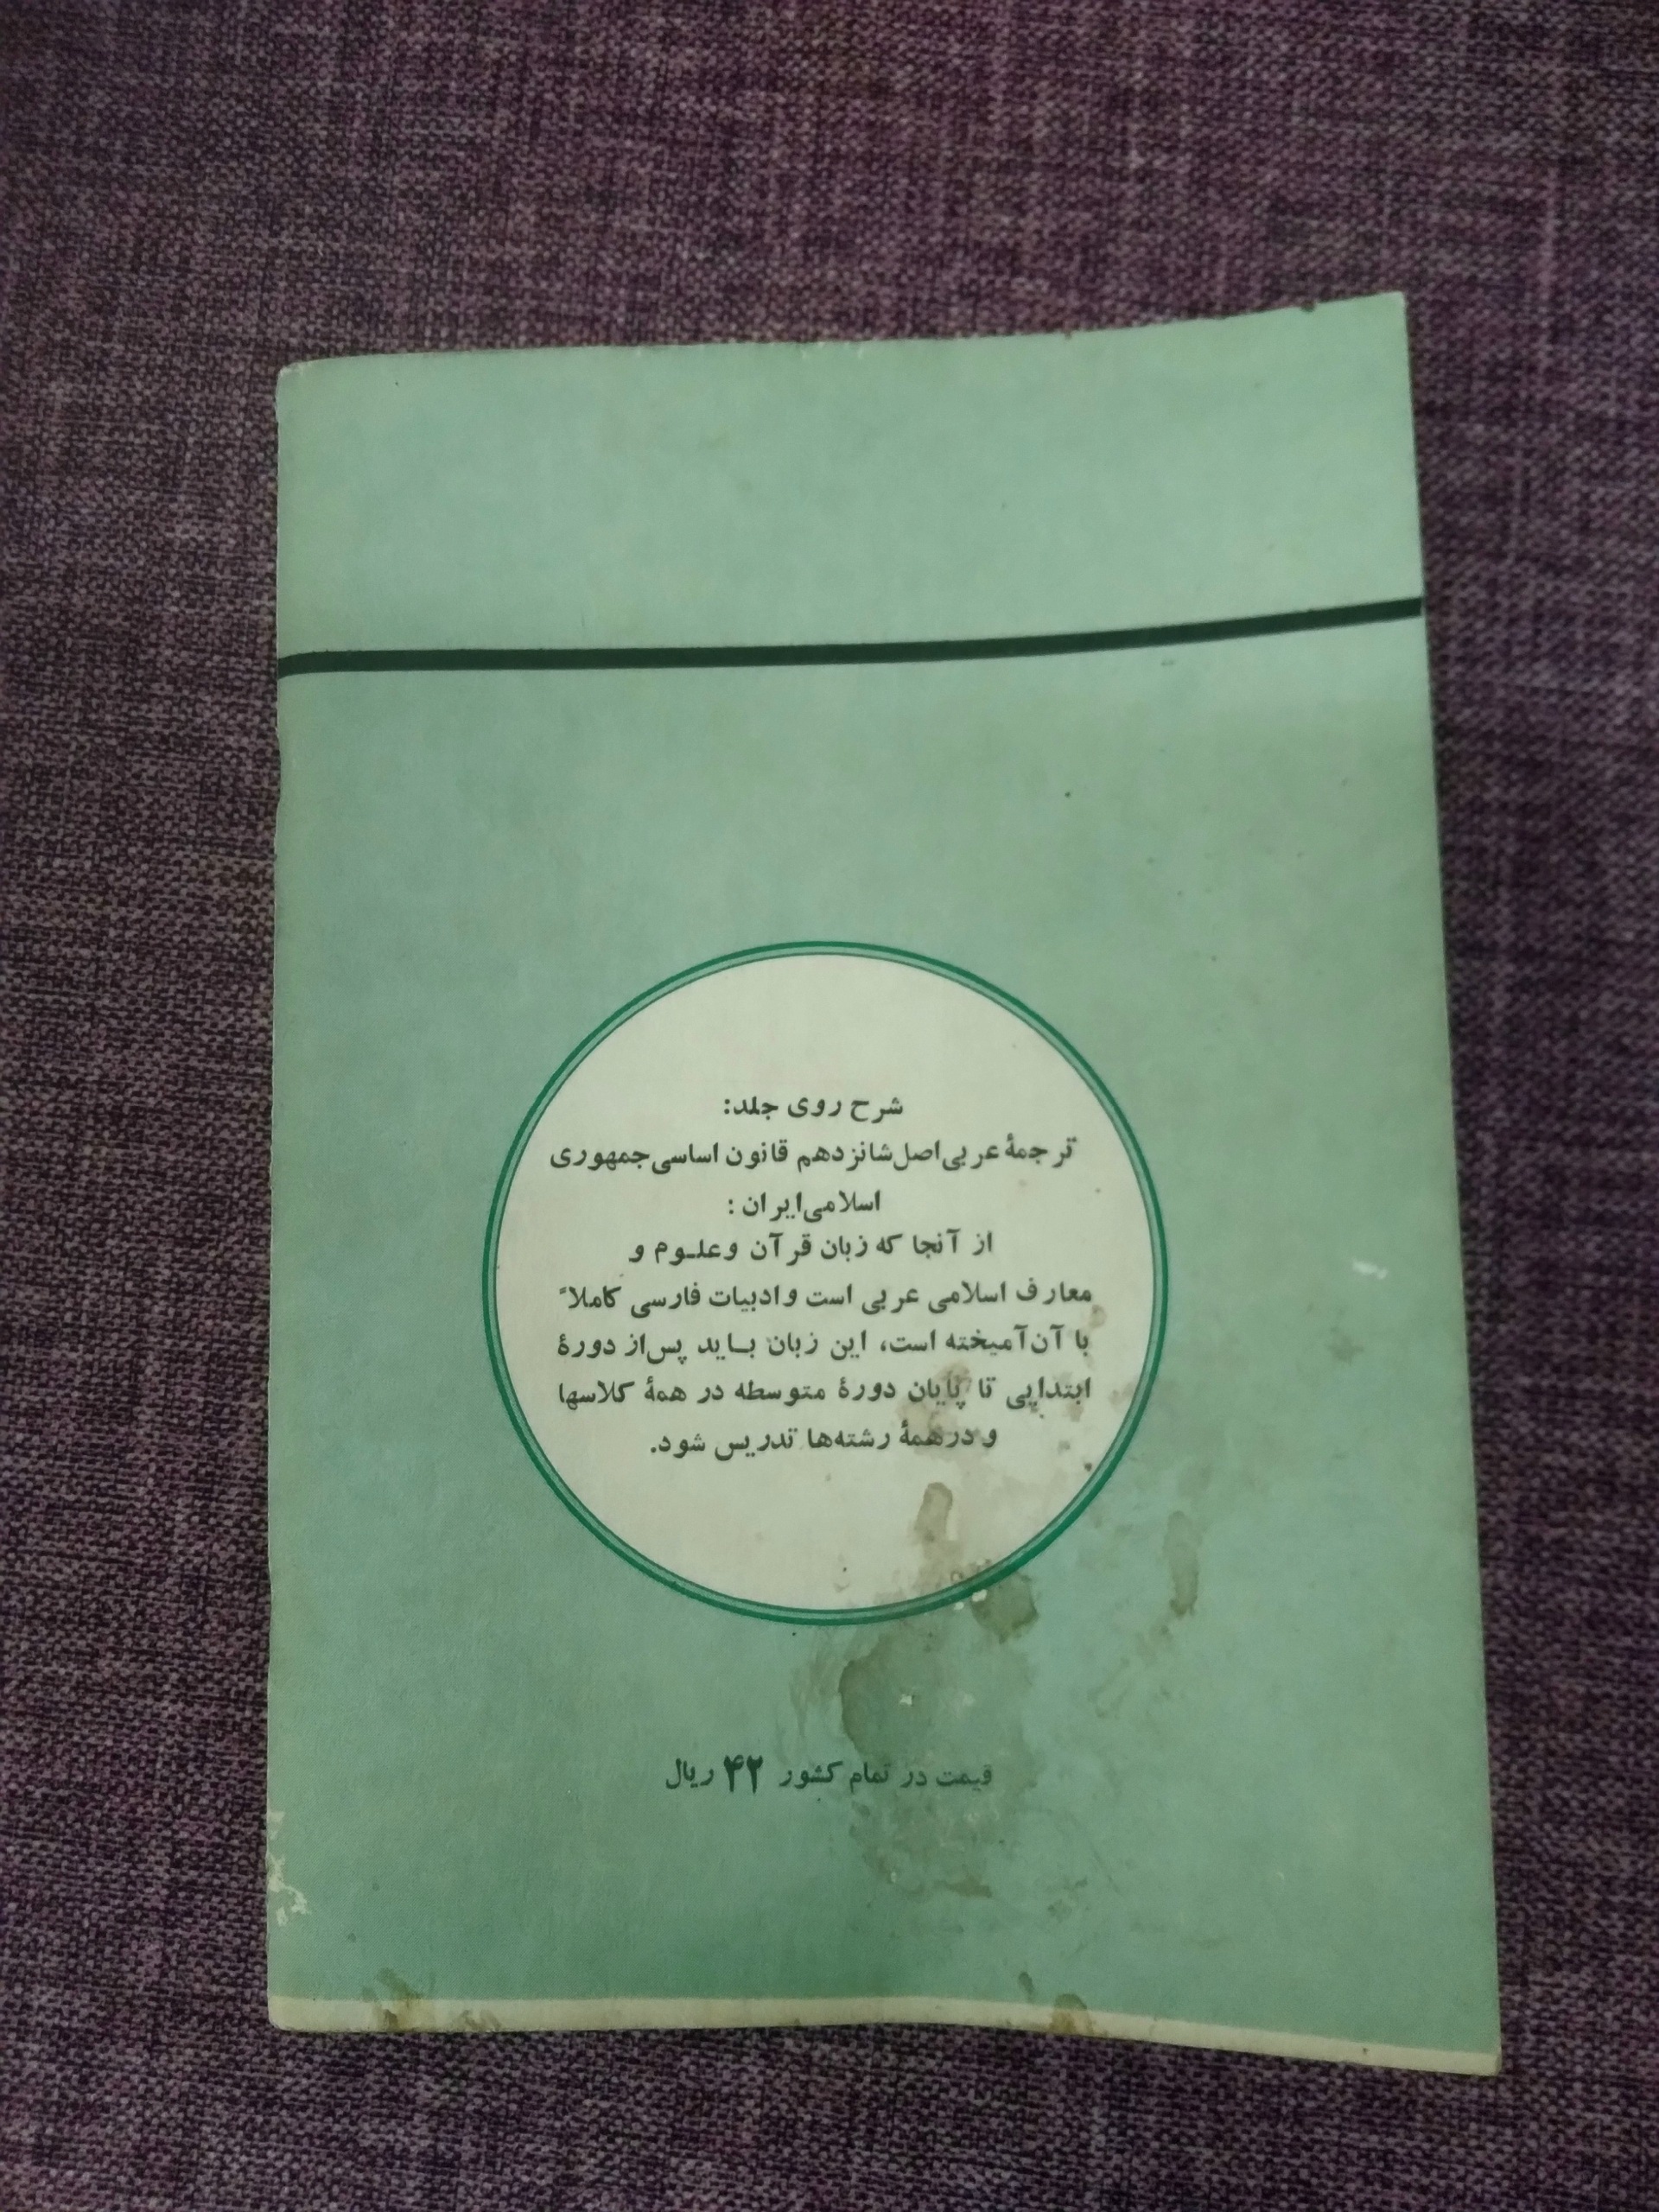 شرح روی جلد:
ترجمهٔ عربی اصل شانزدهم قانون اساسی جمهوری
اسلامی ایران :
از آنجا که زبان قرآن و علـوم و
معارف اسلامی عربی است و ادبیات فارسی کاملاً
با آن آمیخته است، این زبان بـاید پس از دورهٔ
ابتدایی تا پایان دورهٔ متوسطه در همهٔ کلاسها
و در همهٔ رشته‌ها تدریس شود.
قیمت در تمام کشور ۴۲ ریال